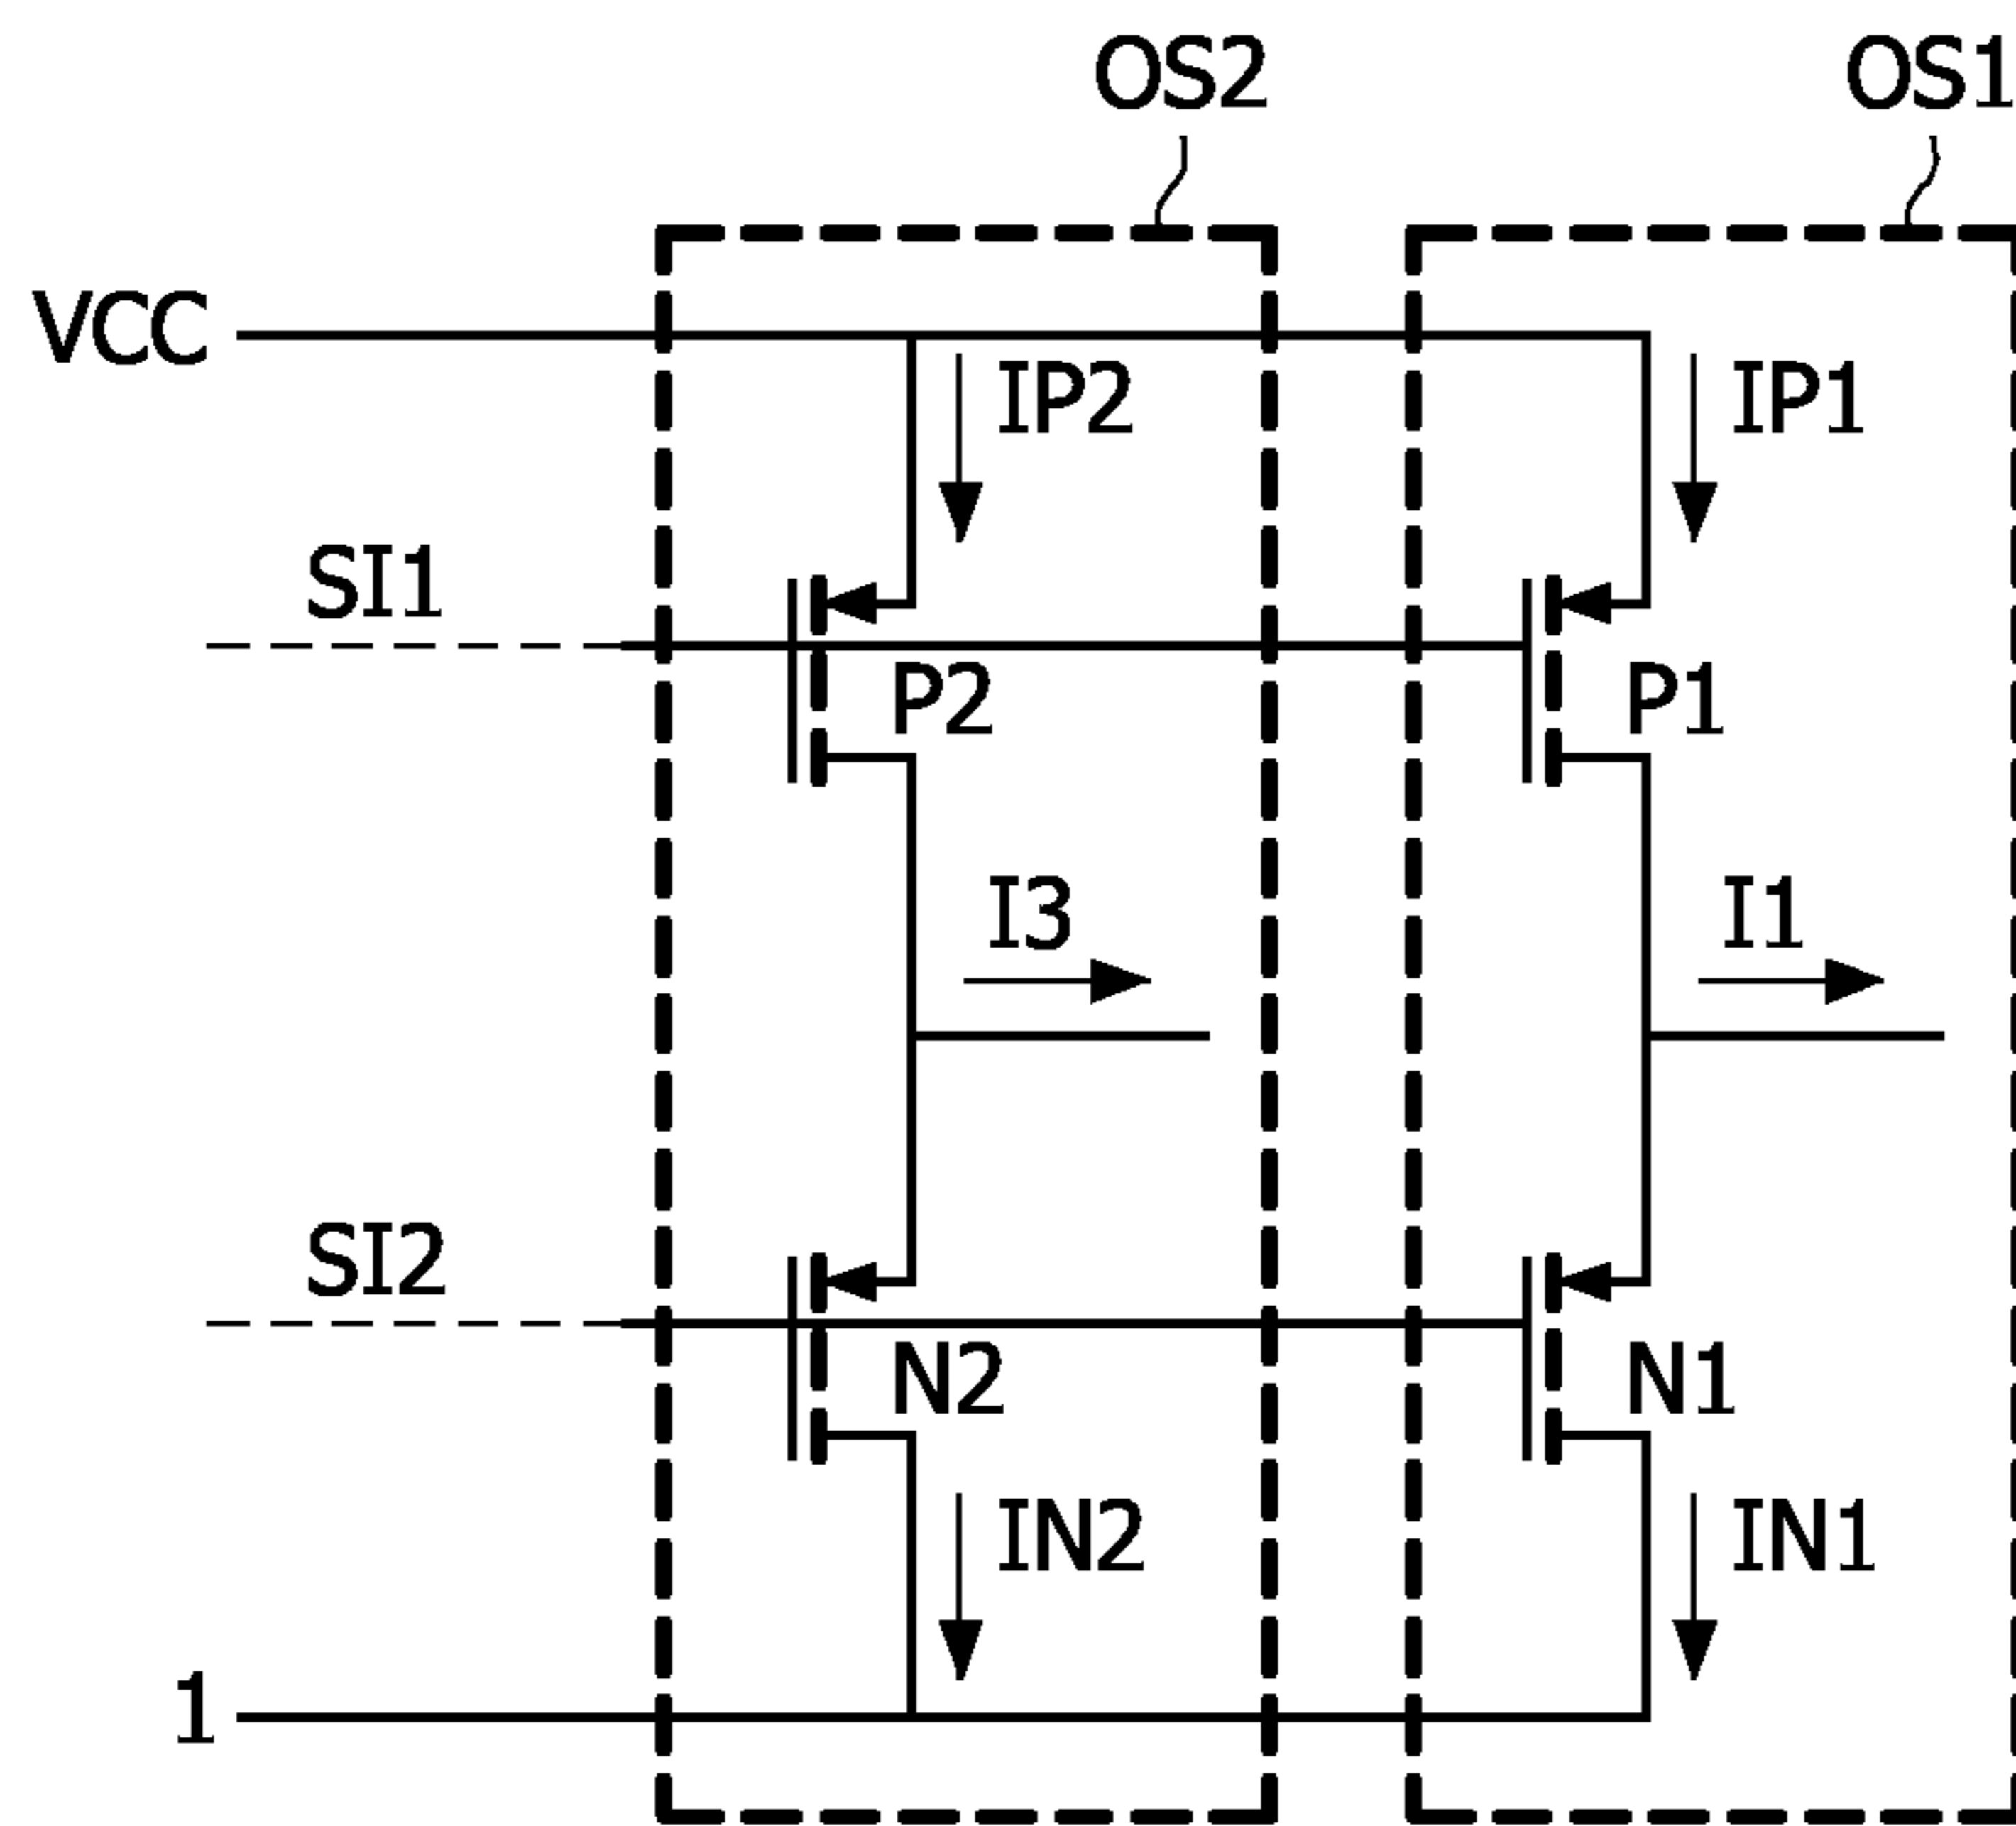 OS2 OS1
VCC
IP2 IP1
SI1
P2 P1
I3 I1
SI2
N2 N1
IN2 IN1
1